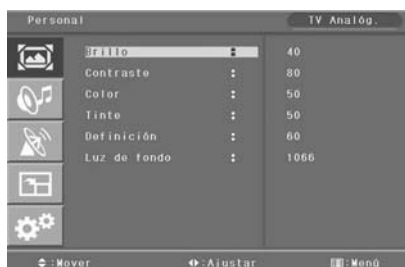 Personal TV Analóg.
Brillo : 40
Contraste : 80
Color : 50
Tinte : 50
Definición : 60
Luz de fondo : 1066
:Mover :Ajustar :Menú